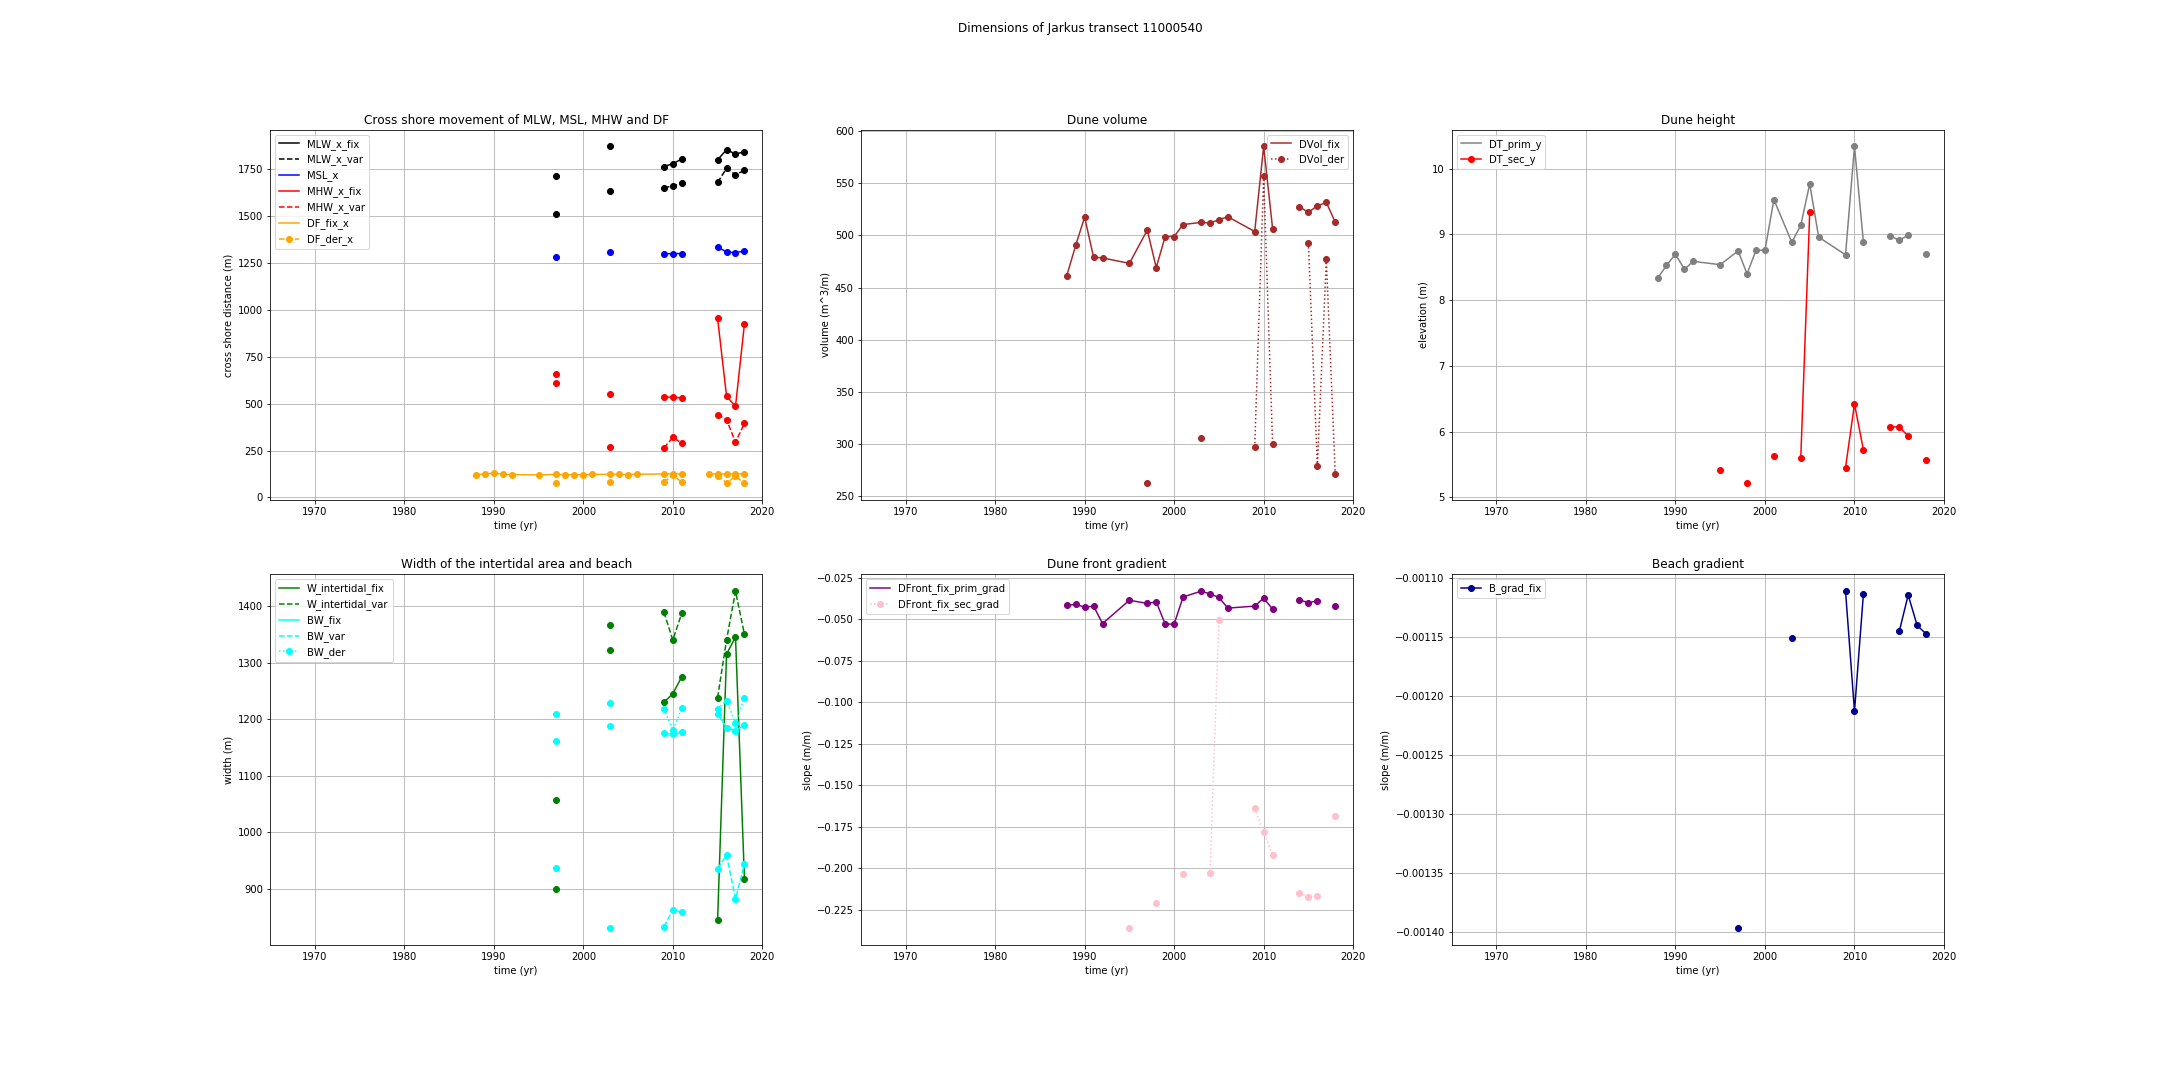 Dimensions of Jarkus transect 11000540
Cross shore movement of MLW, MSL, MHW and DF
MLW_x_fix
MLW_x_var
MSL_x
MHW_x_fix
MHW_x_var
DF_fix_x
DF_der_x
cross shore distance (m)
1750
1500
1250
1000
750
500
250
0
1970 1980 1990 2000 2010 2020
time (yr)
Dune volume
DVol_fix
DVol_der
volume (m^3/m)
600
550
500
450
400
350
300
250
1970 1980 1990 2000 2010 2020
time (yr)
Dune height
DT_prim_y
DT_sec_y
elevation (m)
10
9
8
7
6
5
1970 1980 1990 2000 2010 2020
time (yr)
Width of the intertidal area and beach
W_intertidal_fix
W_intertidal_var
BW_fix
BW_var
BW_der
width (m)
1400
1300
1200
1100
1000
900
1970 1980 1990 2000 2010 2020
time (yr)
Dune front gradient
DFront_fix_prim_grad
DFront_fix_sec_grad
slope (m/m)
−0.025
−0.050
−0.075
−0.100
−0.125
−0.150
−0.175
−0.200
−0.225
1970 1980 1990 2000 2010 2020
time (yr)
Beach gradient
B_grad_fix
slope (m/m)
−0.00110
−0.00115
−0.00120
−0.00125
−0.00130
−0.00135
−0.00140
1970 1980 1990 2000 2010 2020
time (yr)